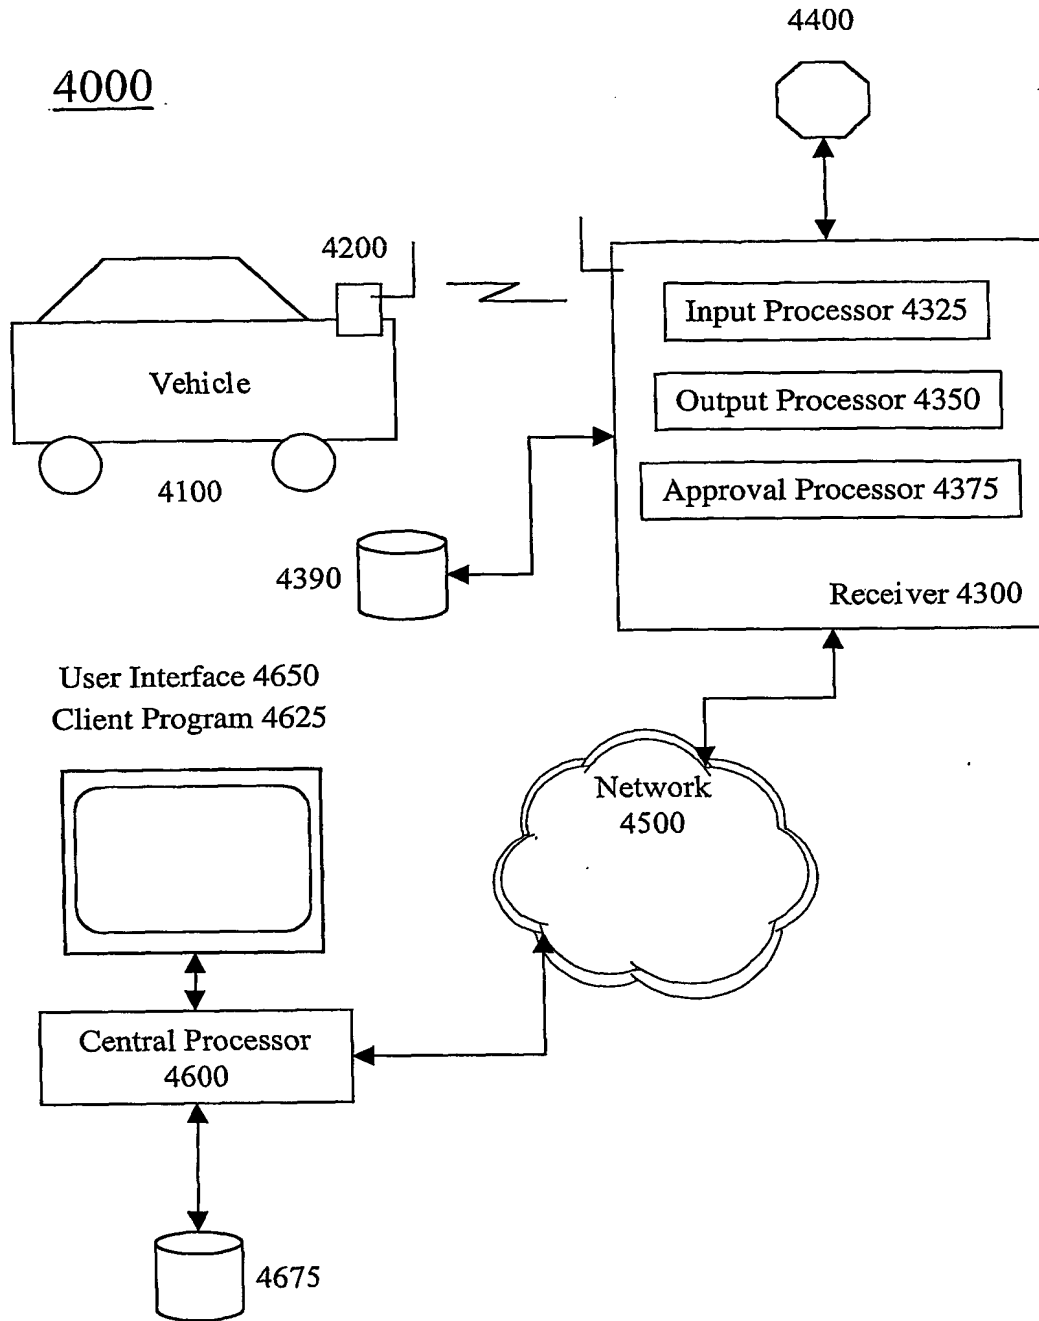 4400
4000
4200
Input Processor 4325
Vehicle
Output Processor 4350
4100
Approval Processor 4375
4390
Receiver 4300
User Interface 4650
Client Program 4625
Network
4500
Central Processor
4600
4675